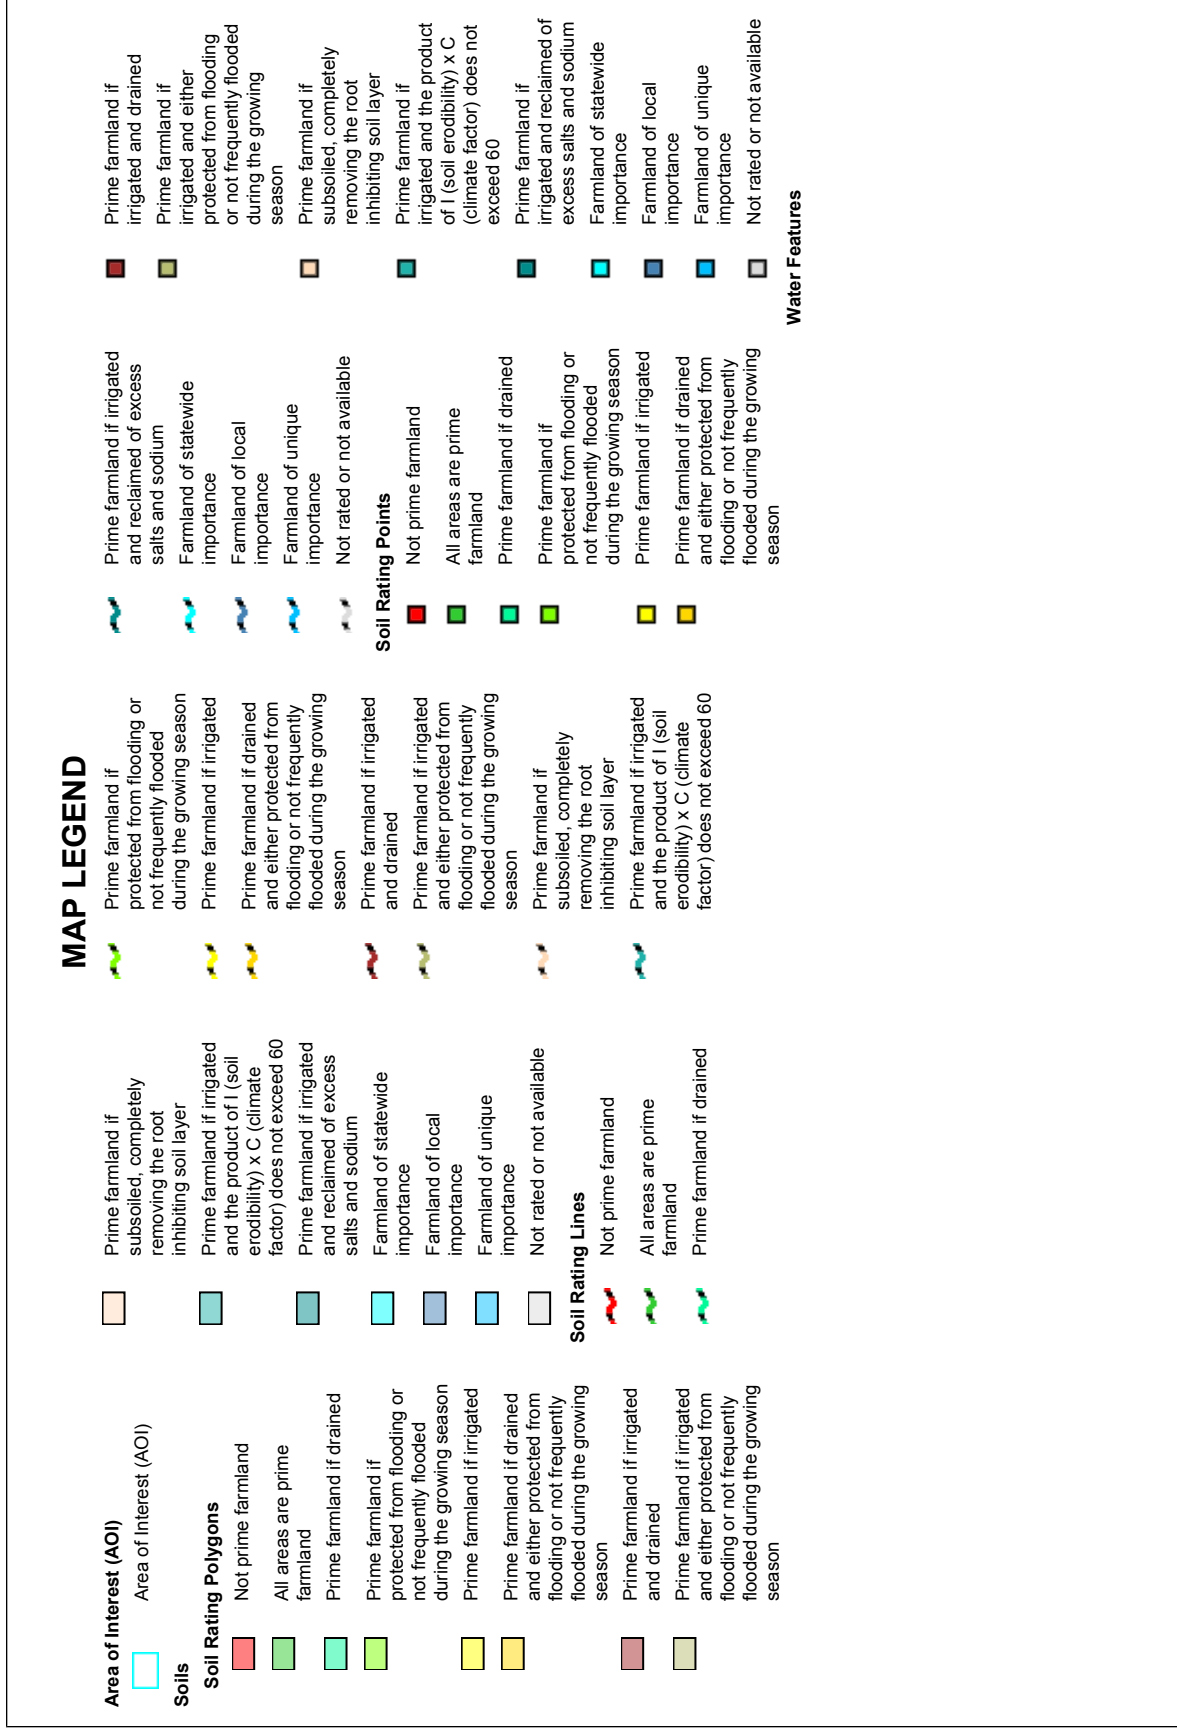 MAP LEGEND
Area of Interest (AOI)
Area of Interest (AOI)
Soils
Soil Rating Polygons
Not prime farmland
All areas are prime
farmland
Prime farmland if drained
Prime farmland if
protected from flooding or
not frequently flooded
during the growing season
Prime farmland if irrigated
Prime farmland if drained
and either protected from
flooding or not frequently
flooded during the growing
season
Prime farmland if irrigated
and drained
Prime farmland if irrigated
and either protected from
flooding or not frequently
flooded during the growing
season
Prime farmland if
subsoiled, completely
removing the root
inhibiting soil layer
Prime farmland if irrigated
and the product of I (soil
erodibility) x C (climate
factor) does not exceed 60
Prime farmland if irrigated
and reclaimed of excess
salts and sodium
Farmland of statewide
importance
Farmland of local
importance
Farmland of unique
importance
Not rated or not available
Soil Rating Lines
Not prime farmland
All areas are prime
farmland
Prime farmland if drained
Prime farmland if
protected from flooding or
not frequently flooded
during the growing season
Prime farmland if irrigated
Prime farmland if drained
and either protected from
flooding or not frequently
flooded during the growing
season
Prime farmland if irrigated
and drained
Prime farmland if irrigated
and either protected from
flooding or not frequently
flooded during the growing
season
Prime farmland if
subsoiled, completely
removing the root
inhibiting soil layer
Prime farmland if irrigated
and the product of I (soil
erodibility) x C (climate
factor) does not exceed 60
Prime farmland if irrigated
and reclaimed of excess
salts and sodium
Farmland of statewide
importance
Farmland of local
importance
Farmland of unique
importance
Not rated or not available
Soil Rating Points
Not prime farmland
All areas are prime
farmland
Prime farmland if drained
Prime farmland if
protected from flooding or
not frequently flooded
during the growing season
Prime farmland if irrigated
Prime farmland if drained
and either protected from
flooding or not frequently
flooded during the growing
season
Prime farmland if
irrigated and drained
Prime farmland if
irrigated and either
protected from flooding
or not frequently flooded
during the growing
season
Prime farmland if
subsoiled, completely
removing the root
inhibiting soil layer
Prime farmland if
irrigated and the product
of I (soil erodibility) x C
(climate factor) does not
exceed 60
Prime farmland if
irrigated and reclaimed of
excess salts and sodium
Farmland of statewide
importance
Farmland of local
importance
Farmland of unique
importance
Not rated or not available
Water Features